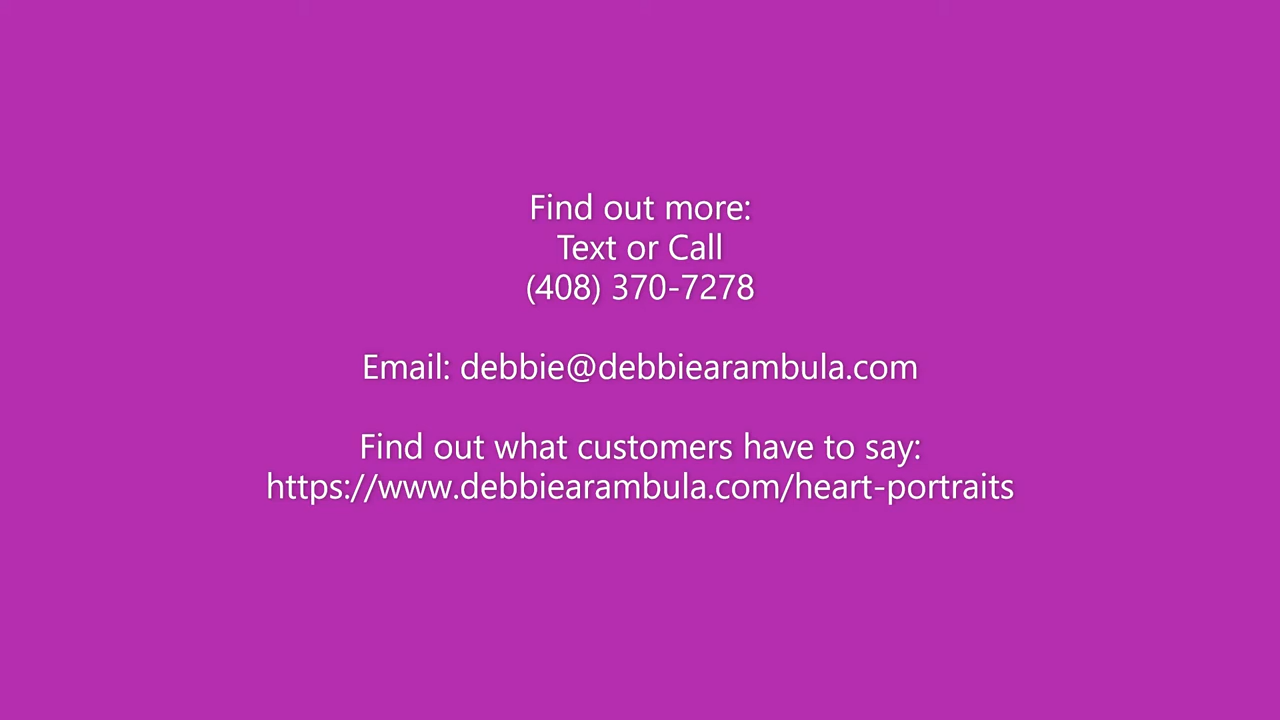 Find out more:
Text or Call
(408) 370-7278
Email: debbie@debbiearambula.com
Find out what customers have to say:
https://www.debbiearambula.com/heart-portraits